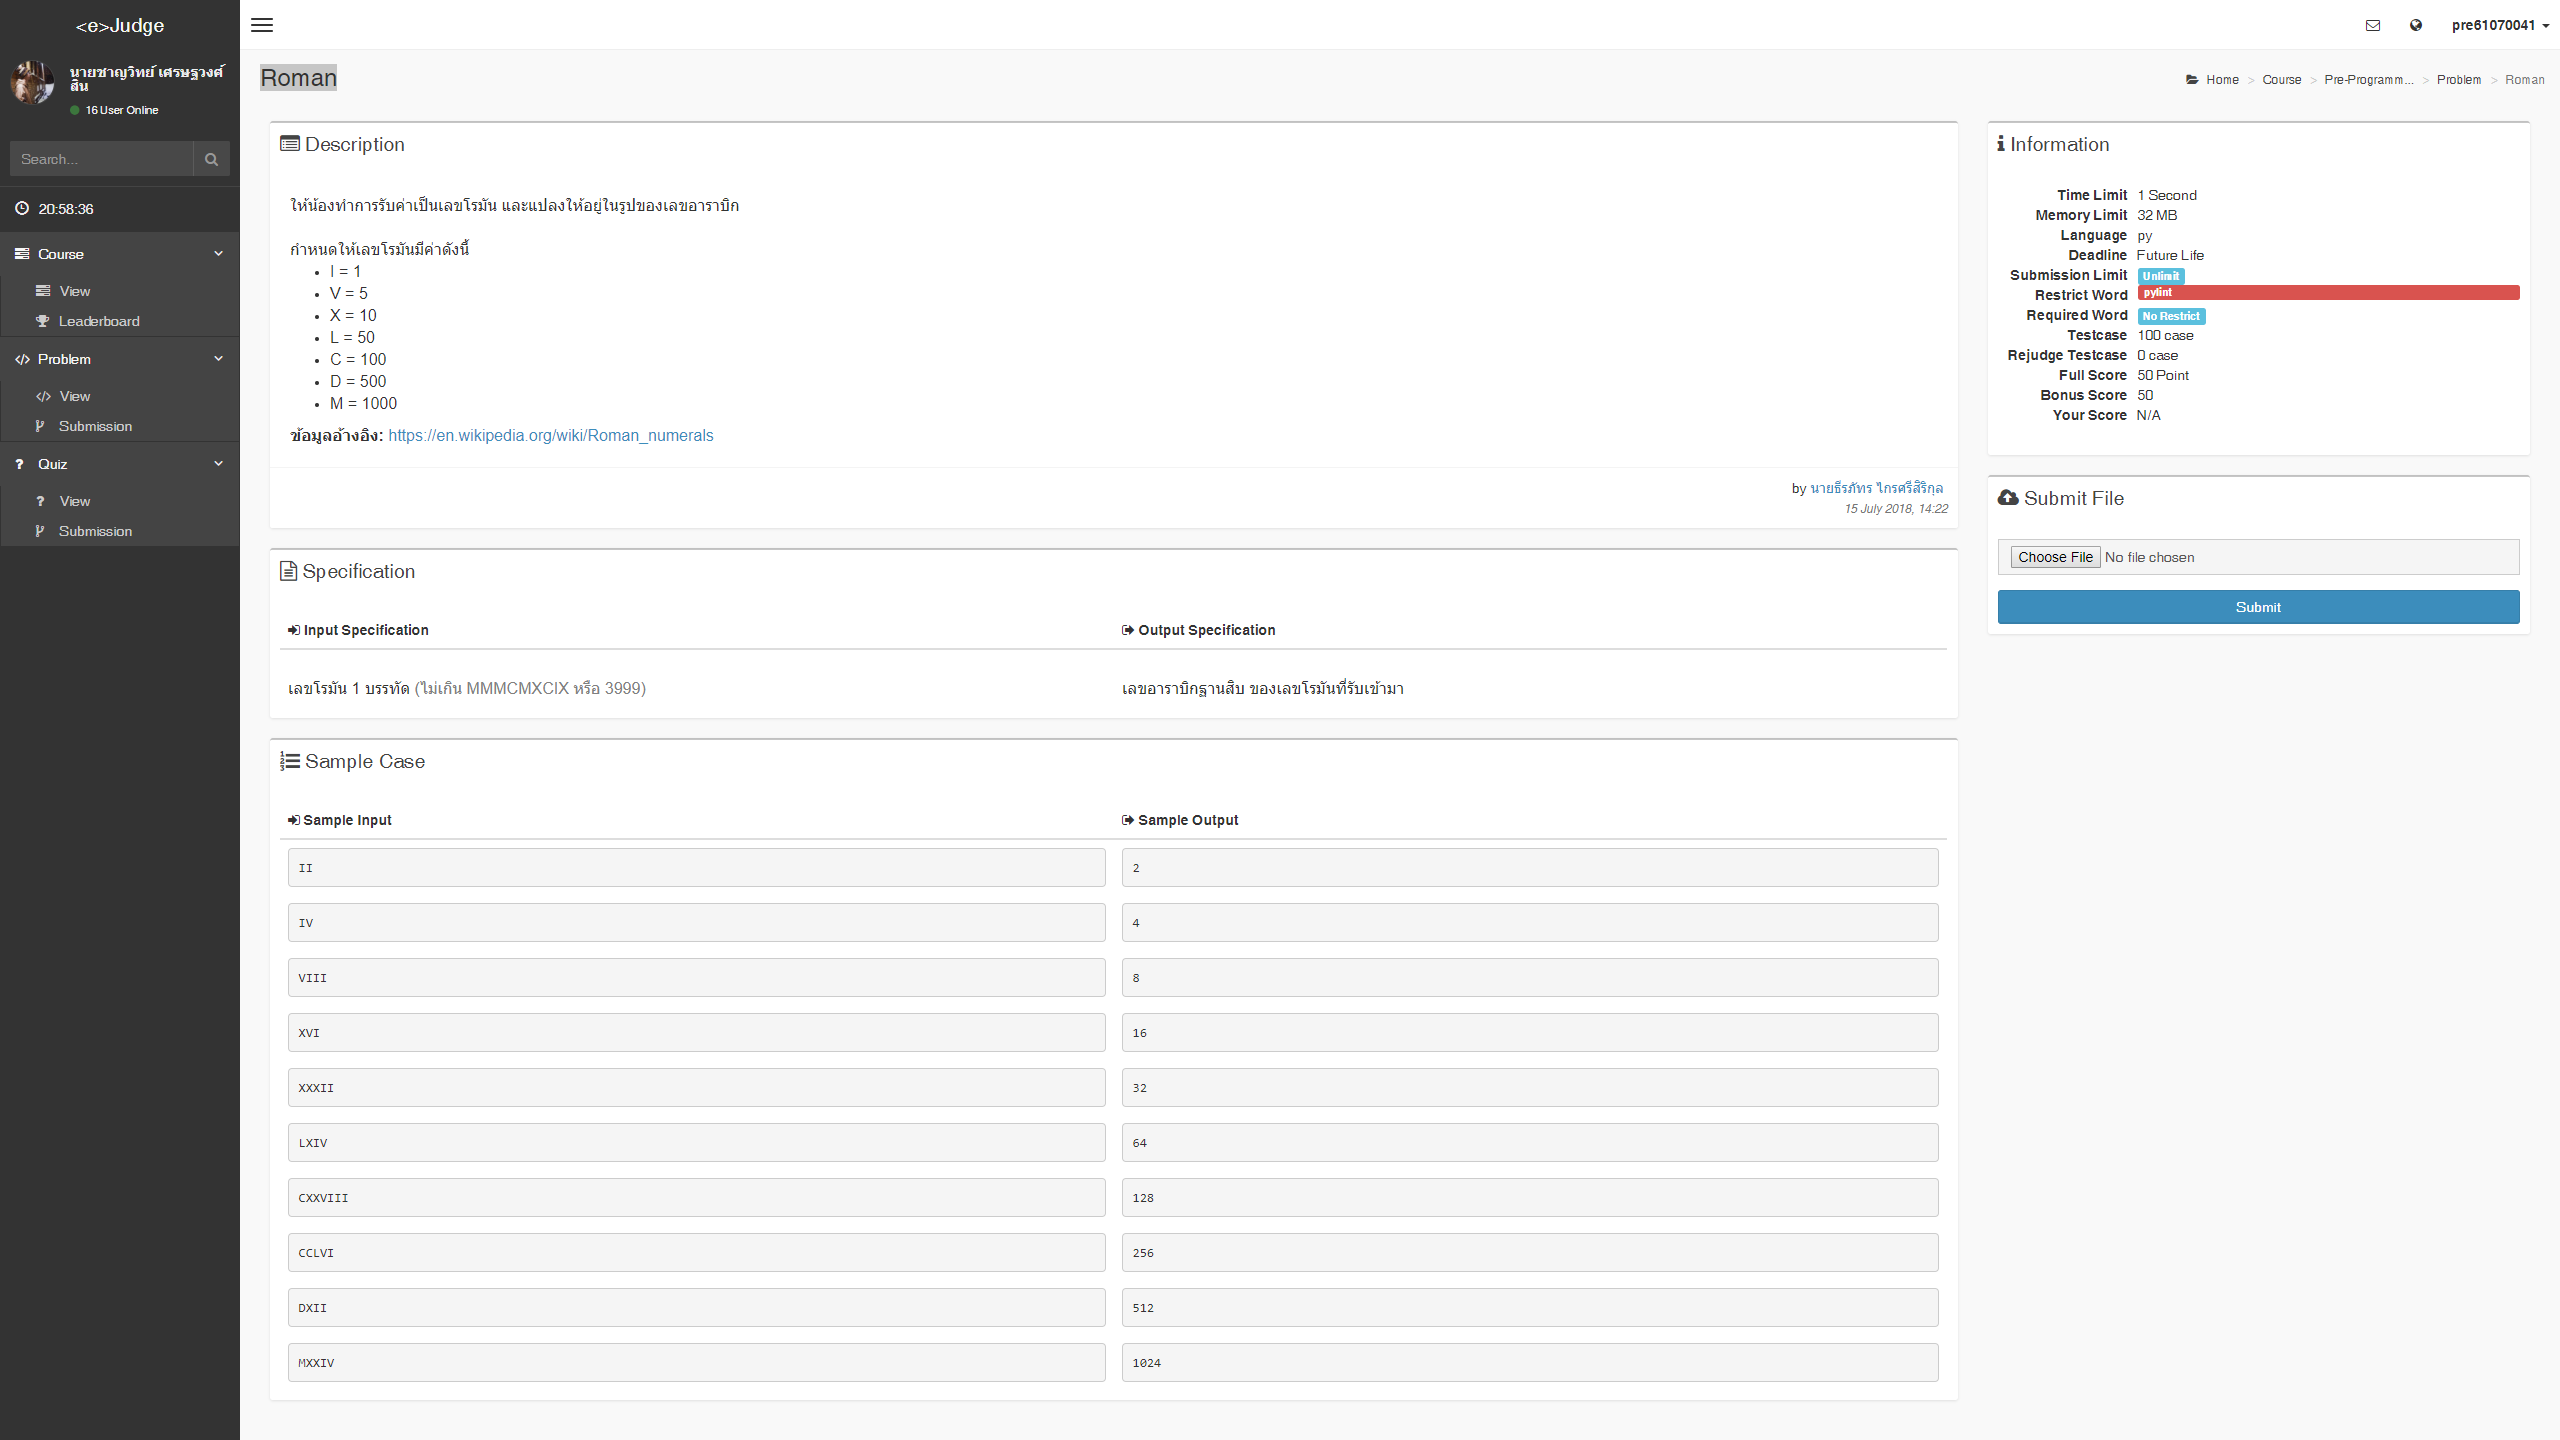 <e>Judge
pre61070041
นายชาญวิทย์ เศรษฐวงศ์
สิน
16 User Online
Search...
20:58:36
Course
View
Leaderboard
Problem
View
Submission
Quiz
View
Submission
Roman
Home > Course > Pre-Programm... > Problem > Roman
Description
ให้น้องทำการรับค่าเป็นเลขโรมัน และแปลงให้อยู่ในรูปของเลขอาราบิก
กำหนดให้เลขโรมันมีค่าดังนี้
• I = 1
• V = 5
• X = 10
• L = 50
• C = 100
• D = 500
• M = 1000
ข้อมูลอ้างอิง: https://en.wikipedia.org/wiki/Roman_numerals
by นายธีรภัทร ไกรศรีสิริกุล
15 July 2018, 14:22
Specification
Input Specification
Output Specification
เลขโรมัน 1 บรรทัด (ไม่เกิน MMMCMXCIX หรือ 3999)
เลขอาราบิกฐานสิบ ของเลขโรมันที่รับเข้ามา
Sample Case
Sample Input
Sample Output
II
2
IV
4
VIII
8
XVI
16
XXXII
32
LXIV
64
CXXVIII
128
CCLVI
256
DXII
512
MXXIV
1024
Information
Time Limit 1 Second
Memory Limit 32 MB
Language py
Deadline Future Life
Submission Limit Unlimit
Restrict Word pylint
Required Word No Restrict
Testcase 100 case
Rejudge Testcase 0 case
Full Score 50 Point
Bonus Score 50
Your Score N/A
Submit File
Choose File No file chosen
Submit